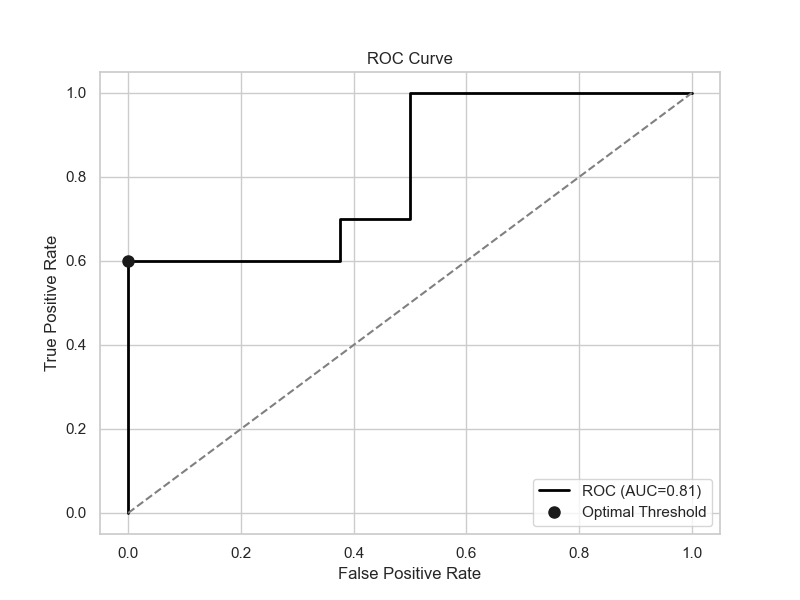 ROC Curve
1.0
0.8
0.6
0.4
0.2
0.0
True Positive Rate
0.0 0.2 0.4 0.6 0.8 1.0
False Positive Rate
ROC (AUC=0.81)
Optimal Threshold